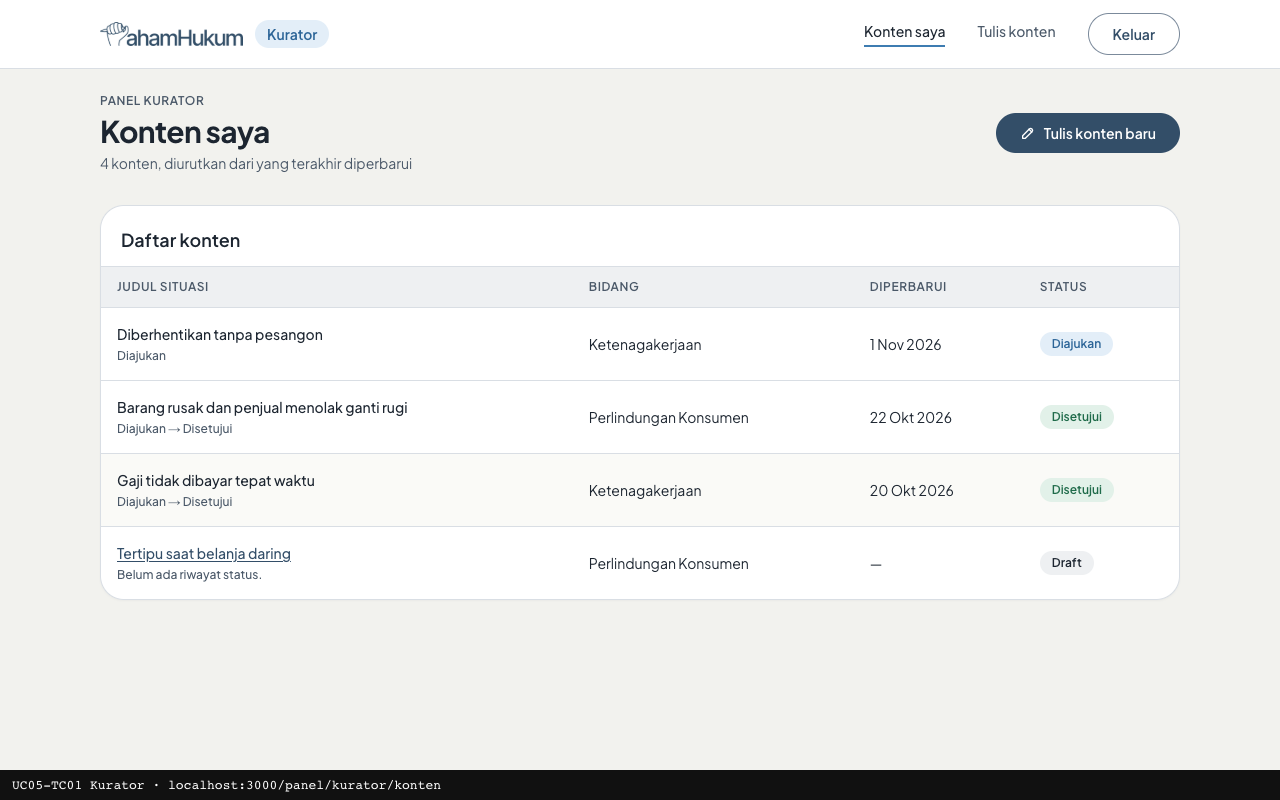 ahamHukum Kurator Konten saya Tulis konten Keluar
PANEL KURATOR
Konten saya
4 konten, diurutkan dari yang terakhir diperbarui
Tulis konten baru
Daftar konten
JUDUL SITUASI BIDANG DIPERBARUI STATUS
Diberhentikan tanpa pesangon
Diajukan
Ketenagakerjaan 1 Nov 2026 Diajukan
Barang rusak dan penjual menolak ganti rugi
Diajukan → Disetujui
Perlindungan Konsumen 22 Okt 2026 Disetujui
Gaji tidak dibayar tepat waktu
Diajukan → Disetujui
Ketenagakerjaan 20 Okt 2026 Disetujui
Tertipu saat belanja daring
Belum ada riwayat status.
Perlindungan Konsumen — Draft
UC05-TC01 Kurator · localhost:3000/panel/kurator/konten